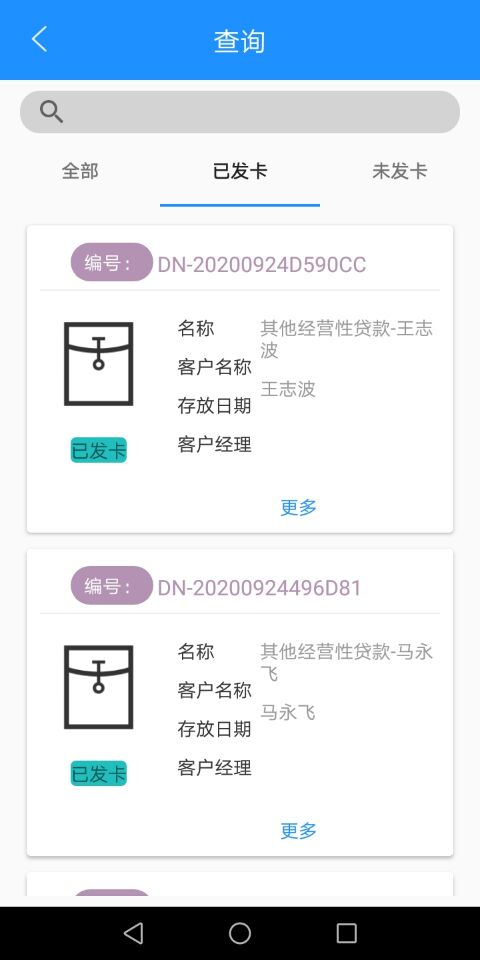 查询
全部 已发卡 未发卡
编号： DN-20200924D590CC
名称 其他经营性贷款-王志
波
客户名称 王志波
存放日期
客户经理
已发卡
更多
编号： DN-20200924496D81
名称 其他经营性贷款-马永
飞
客户名称 马永飞
存放日期
客户经理
已发卡
更多